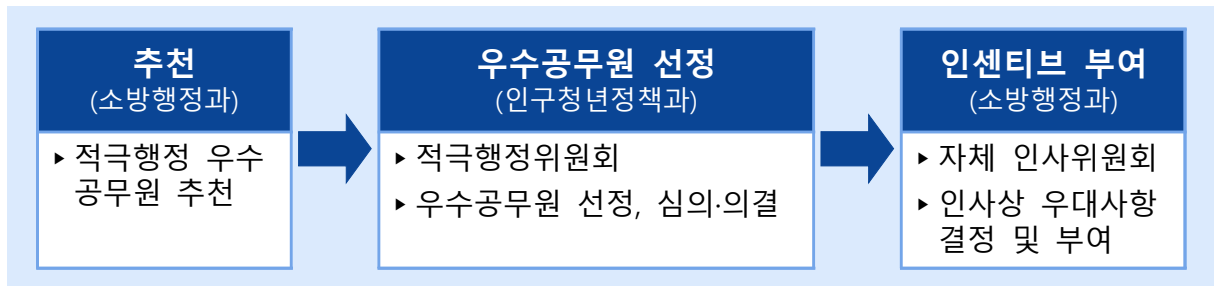 추천
(소방행정과)
▸ 적극행정 우수
공무원 추천
우수공무원 선정
(인구청년정책과)
▸ 적극행정위원회
▸ 우수공무원 선정, 심의·의결
인센티브 부여
(소방행정과)
▸ 자체 인사위원회
▸ 인사상 우대사항
결정 및 부여